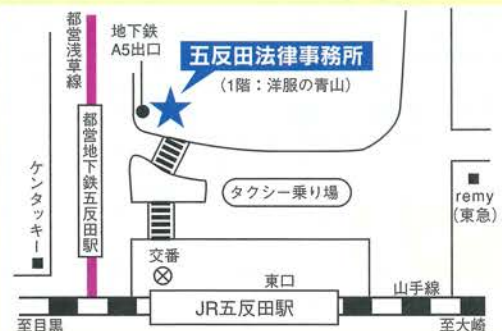 都営浅草線
地下鉄
A5出口
五反田法律事務所
(1階:洋服の青山)
都営地下鉄五反田駅
ケンタッキー
タクシー乗り場
remy
(東急)
交番
東口
山手線
JR五反田駅
至目黒
至大崎